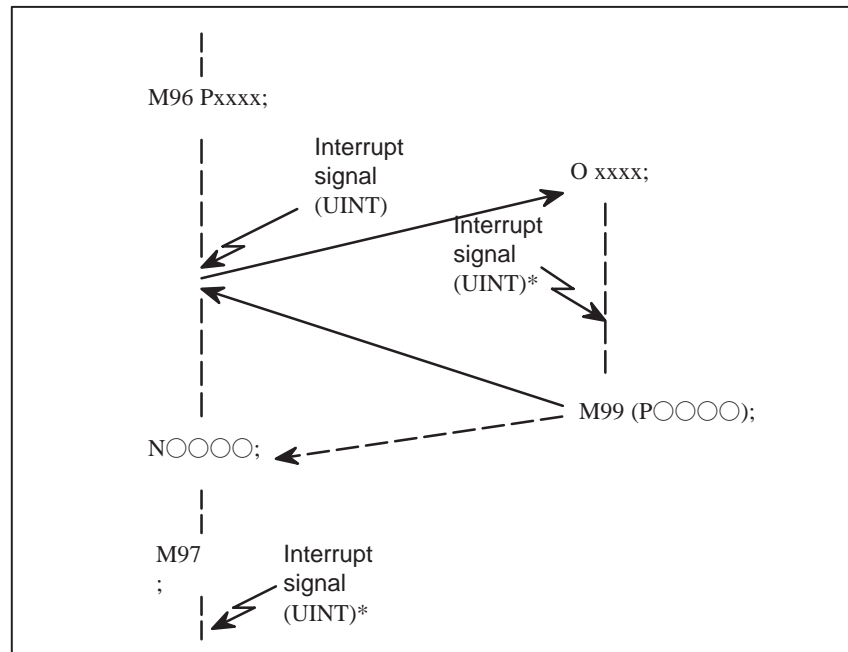 M96 Pxxxx;
Interrupt
signal
(UINT)
O xxxx;
Interrupt
signal
(UINT)*
M99 (P○○○○);
N○○○○;
M97
;
Interrupt
signal
(UINT)*